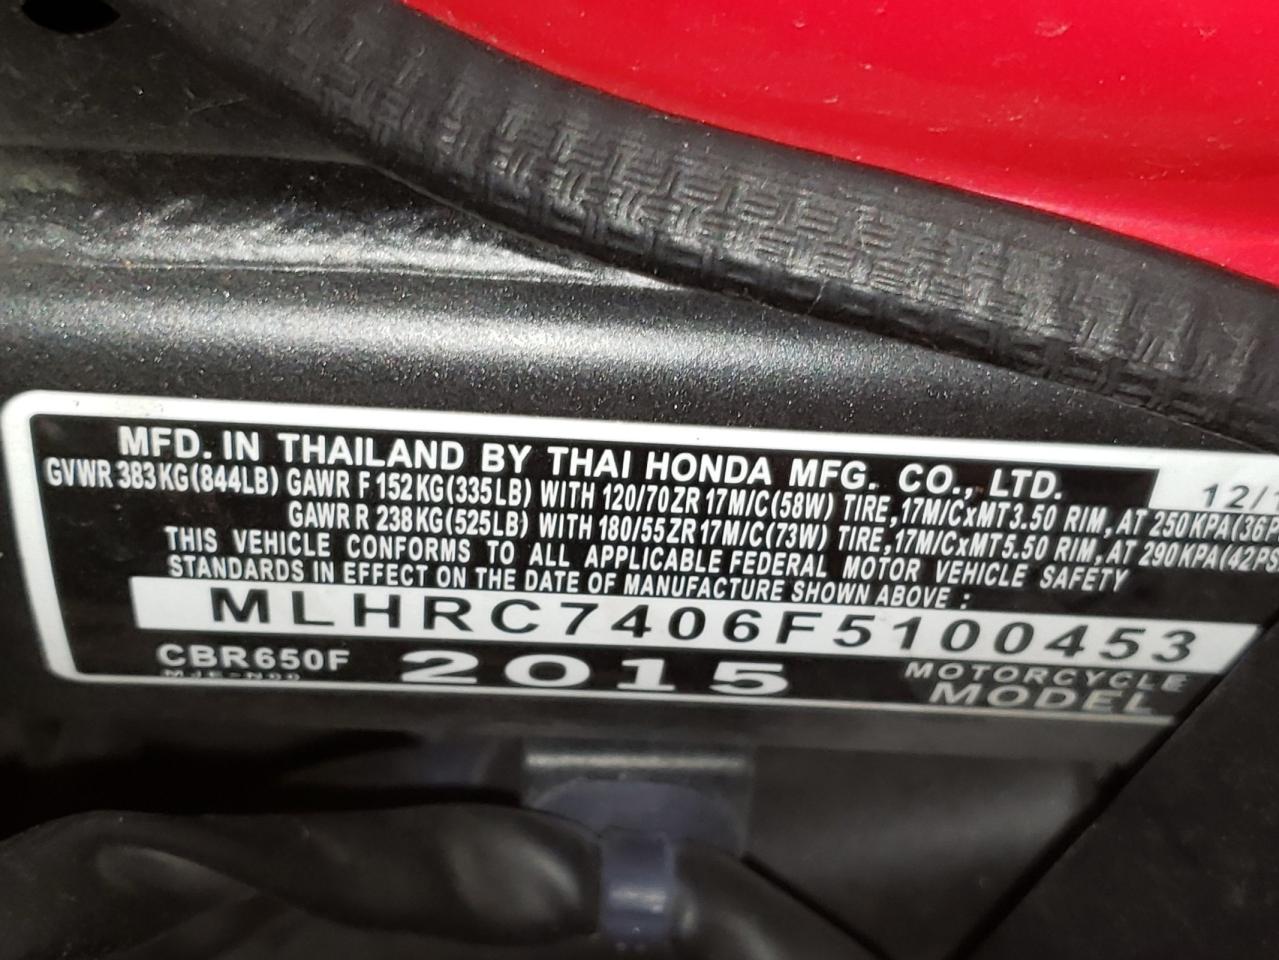 MFD. IN THAILAND BY THAI HONDA MFG. CO., LTD. 12/
GVWR 383KG(844LB) GAWR F 152KG(335LB) WITH 120/70ZR 17M/C(58W) TIRE, 17M/CxMT3.50 RIM, AT 250KPA(36P
GAWR R 238KG(525LB) WITH 180/55ZR17M/C(73W) TIRE, 17M/CxMT5.50 RIM, AT 290KPA(42PS
THIS VEHICLE CONFORMS TO ALL APPLICABLE FEDERAL MOTOR VEHICLE SAFETY
STANDARDS IN EFFECT ON THE DATE OF MANUFACTURE SHOWN ABOVE :
MLHRC7406F5100453
CBR650F 2015 MOTORCYCLE
MODEL